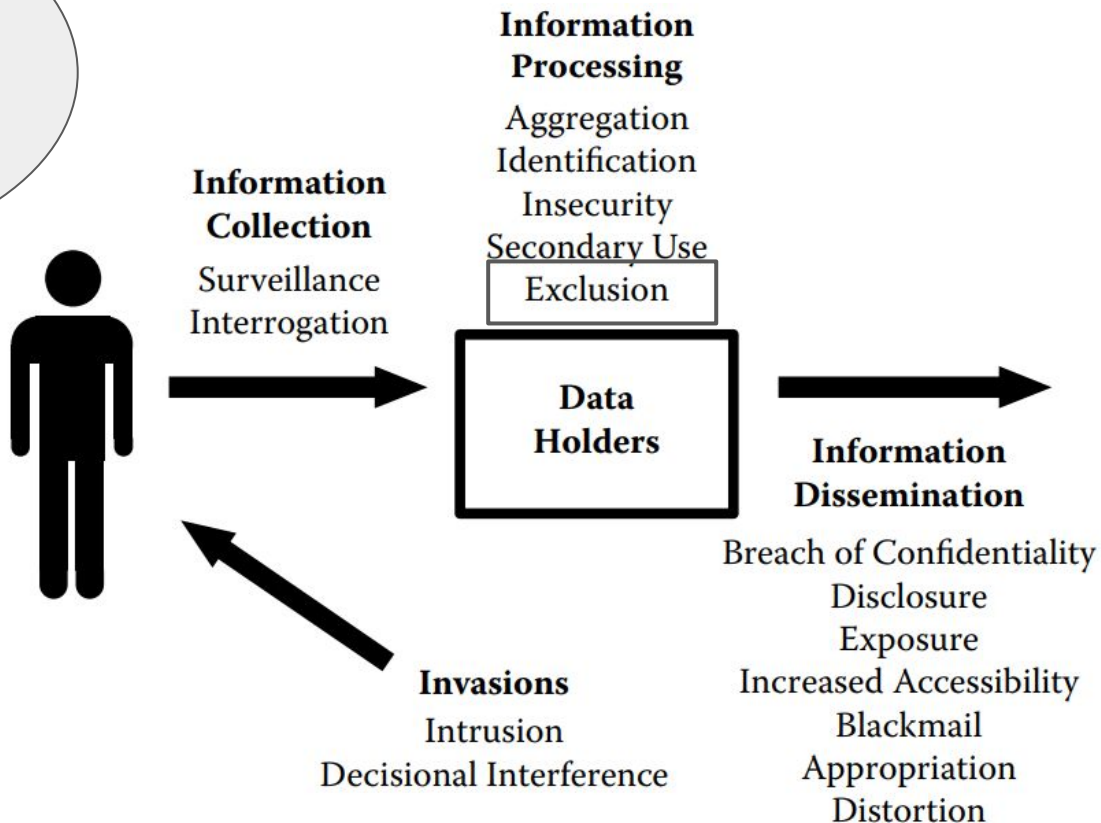 Information
Processing
Aggregation
Identification
Insecurity
Secondary Use
Exclusion
Information
Collection
Surveillance
Interrogation
Data
Holders
Information
Dissemination
Breach of Confidentiality
Disclosure
Exposure
Increased Accessibility
Blackmail
Appropriation
Distortion
Invasions
Intrusion
Decisional Interference